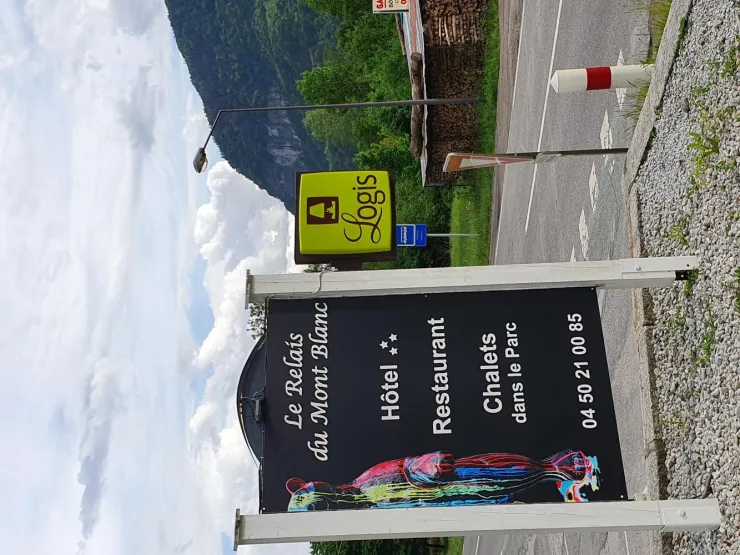 Le Relais
du Mont Blanc
Hôtel
Restaurant
Chalets
dans le Parc
04 50 21 00 85
Logis